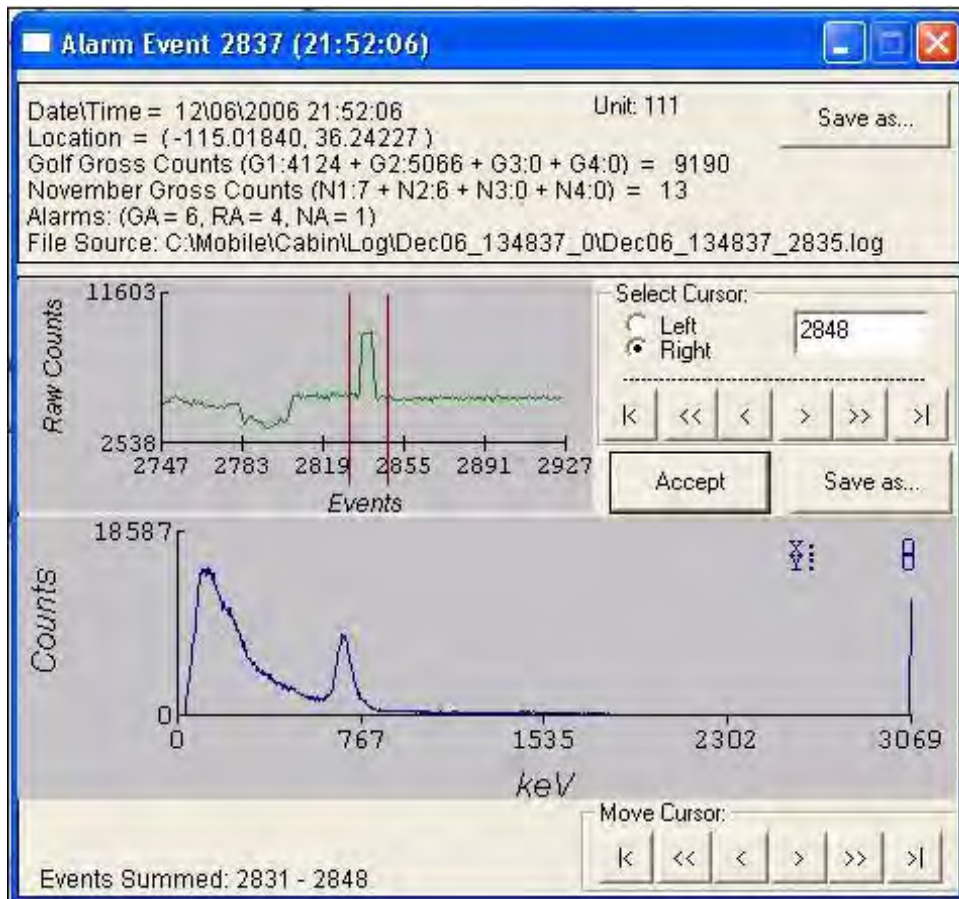 Alarm Event 2837 (21:52:06)
Date\Time = 12\06\2006 21:52:06
Unit: 111
Save as...
Location = (-115.01840, 36.24227 )
Golf Gross Counts (G1:4124 + G2:5066 + G3:0 + G4:0) = 9190
November Gross Counts (N1:7 + N2:6 + N3:0 + N4:0) = 13
Alarms: (GA = 6, RA = 4, NA = 1)
File Source: C:\Mobile\Cabin\Log\Dec06_134837_0\Dec06_134837_2835.log
Raw Counts
11603
2538
2747 2783 2819 2855 2891 2927
Events
Select Cursor:
Left
Right
2848
|< << < > >> >|
Accept
Save as...
Counts
18587
0
0 767 1535 2302 3069
keV
Move Cursor:
|< << < > >> >|
Events Summed: 2831 - 2848